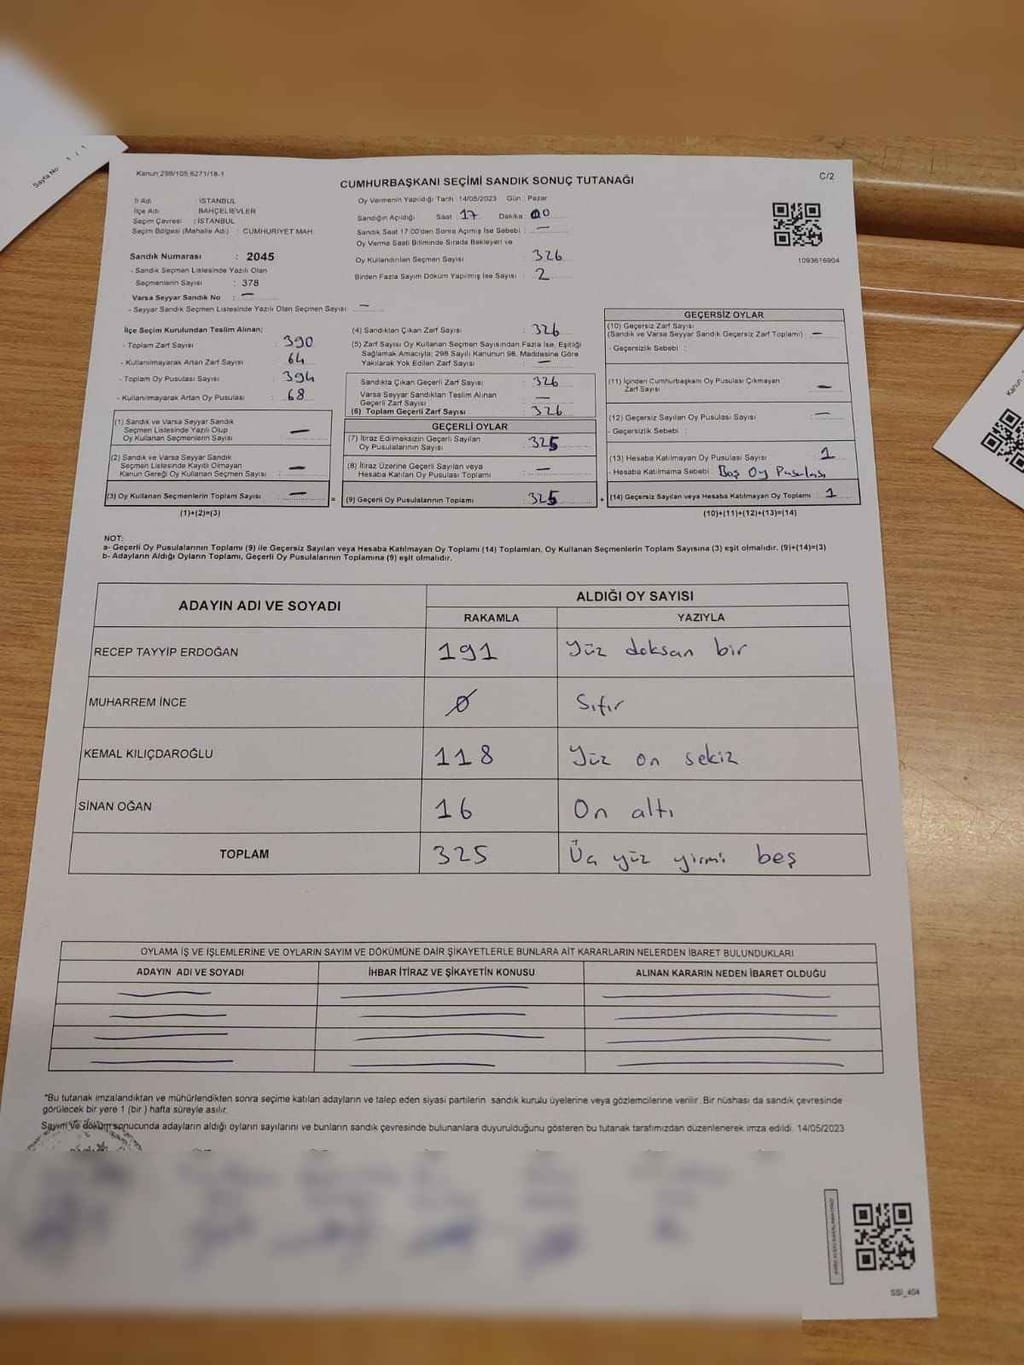 Sayfa No 1 / 1
Kanun 298/105,6271/18-1
C/2
CUMHURBAŞKANI SEÇİMİ SANDIK SONUÇ TUTANAĞI
İl Adı : İSTANBUL
İlçe Adı : BAHÇELİEVLER
Seçim Çevresi : İSTANBUL
Seçim Bölgesi (Mahalle Adı) : CUMHURİYET MAH.
Sandık Numarası : 2045
- Sandık Seçmen Listesinde Yazılı Olan
Seçmenlerin Sayısı : 378
Varsa Seyyar Sandık No : —
- Seyyar Sandık Seçmen Listesinde Yazılı Olan Seçmen Sayısı : —
Oy Vermenin Yapıldığı Tarih :14/05/2023 Gün : Pazar
Sandığın Açıldığı Saat 17 Dakika 00
Sandık Saat 17:00'den Sonra Açılmış İse Sebebi : —
Oy Verme Saati Bitiminde Sırada Bekleyen ve
Oy Kullandırılan Seçmen Sayısı 326
Birden Fazla Sayım Döküm Yapılmış İse Sayısı : 2
1093616904
İlçe Seçim Kurulundan Teslim Alınan;
- Toplam Zarf Sayısı : 390
- Kullanılmayarak Artan Zarf Sayısı : 64
- Toplam Oy Pusulası Sayısı : 394
- Kullanılmayarak Artan Oy Pusulası : 68
(1) Sandık ve Varsa Seyyar Sandık
Seçmen Listesinde Yazılı Olup
Oy Kullanan Seçmenlerin Sayısı : —
(2) Sandık ve Varsa Seyyar Sandık
Seçmen Listesinde Kayıtlı Olmayan
Kanun Gereği Oy Kullanan Seçmen Sayısı : —
(3) Oy Kullanan Seçmenlerin Toplam Sayısı : —
(1)+(2)=(3)
(4) Sandıktan Çıkan Zarf Sayısı : 326
(5) Zarf Sayısı Oy Kullanan Seçmen Sayısından Fazla İse, Eşitliği
Sağlamak Amacıyla; 298 Sayılı Kanunun 98. Maddesine Göre
Yakılarak Yok Edilen Zarf Sayısı : —
Sandıkta Çıkan Geçerli Zarf Sayısı : 326
Varsa Seyyar Sandıktan Teslim Alınan
Geçerli Zarf Sayısı : —
(6) Toplam Geçerli Zarf Sayısı : 326
GEÇERLİ OYLAR
(7) İtiraz Edilmeksizin Geçerli Sayılan
Oy Pusulalarının Sayısı : 325
(8) İtiraz Üzerine Geçerli Sayılan veya
Hesaba Katılan Oy Pusulası Toplamı : —
= (9) Geçerli Oy Pusulalarının Toplamı : 325
GEÇERSİZ OYLAR
(10) Geçersiz Zarf Sayısı
(Sandık ve Varsa Seyyar Sandık Geçersiz Zarf Toplamı) : —
- Geçersizlik Sebebi :
(11) İçinden Cumhurbaşkanı Oy Pusulası Çıkmayan
Zarf Sayısı : —
(12) Geçersiz Sayılan Oy Pusulası Sayısı : —
- Geçersizlik Sebebi :
(13) Hesaba Katılmayan Oy Pusulası Sayısı : 1
- Hesaba Katılmama Sebebi : Boş Oy Pusulası
+ (14) Geçersiz Sayılan veya Hesaba Katılmayan Oy Toplamı : 1
(10)+(11)+(12)+(13)=(14)
NOT:
a- Geçerli Oy Pusulalarının Toplamı (9) ile Geçersiz Sayılan veya Hesaba Katılmayan Oy Toplamı (14) Toplamları, Oy Kullanan Seçmenlerin Toplam Sayısına (3) eşit olmalıdır. (9)+(14)=(3)
b- Adayların Aldığı Oyların Toplamı, Geçerli Oy Pusulalarının Toplamına (9) eşit olmalıdır.
ADAYIN ADI VE SOYADI ALDIĞI OY SAYISI
RAKAMLA YAZIYLA
RECEP TAYYİP ERDOĞAN 191 Yüz doksan bir
MUHARREM İNCE 0 Sıfır
KEMAL KILIÇDAROĞLU 118 Yüz on sekiz
SİNAN OĞAN 16 On altı
TOPLAM 325 Üç yüz yirmi beş
OYLAMA İŞ VE İŞLEMLERİNE VE OYLARIN SAYIM VE DÖKÜMÜNE DAİR ŞİKAYETLERLE BUNLARA AİT KARARLARIN NELERDEN İBARET BULUNDUKLARI
ADAYIN ADI VE SOYADI İHBAR İTİRAZ VE ŞİKAYETİN KONUSU ALINAN KARARIN NEDEN İBARET OLDUĞU
*Bu tutanak imzalandıktan ve mühürlendikten sonra seçime katılan adayların ve talep eden siyasi partilerin sandık kurulu üyelerine veya gözlemcilerine verilir. Bir nüshası da sandık çevresinde
görülecek bir yere 1 (bir) hafta süreyle asılır.
Sayım ve döküm sonucunda adayların aldığı oyların sayılarını ve bunların sandık çevresinde bulunanlara duyurulduğunu gösteren bu tutanak tarafımızdan düzenlenerek imza edildi. 14/05/2023
SSI_404